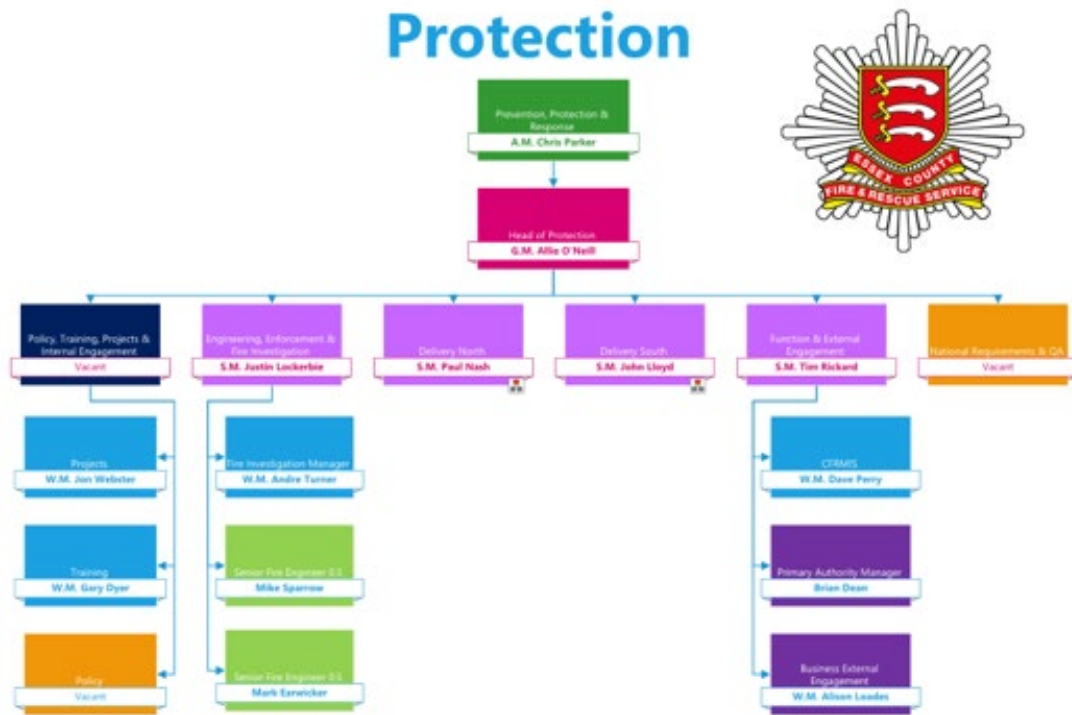 Protection
Prevention, Protection &
Response
A.M. Chris Parker
ESSEX COUNTY
FIRE & RESCUE SERVICE
Head of Protection
G.M. Allie O'Neill
Policy, Training, Projects &
Internal Engagement
Vacant
Engineering, Enforcement &
Fire Investigation
S.M. Justin Lockerbie
Delivery North
S.M. Paul Nash
Delivery South
S.M. John Lloyd
Function & External
Engagement
S.M. Tim Rickard
National Requirements & QA
Vacant
Projects
W.M. Jon Webster
Fire Investigation Manager
W.M. Andre Turner
W.M. Dave Perry
Training
W.M. Gary Dyer
Senior Fire Engineer 0.5
Mike Sparrow
Primary Authority Manager
Brian Dean
Policy
Vacant
Senior Fire Engineer 0.5
Mark Earwicker
Business External
Engagement
W.M. Alison Loades